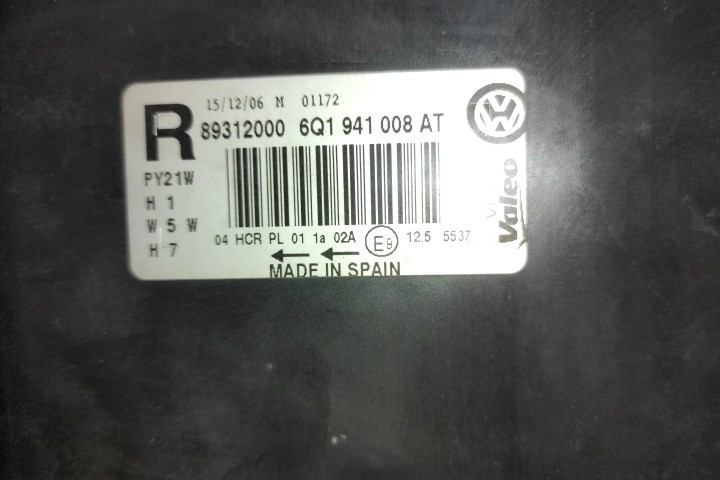 15/12/06 M 01172
R 89312000 6Q1 941 008 AT
PY21W
H 1
W 5 W
H 7
04 HCR PL 01 1a 02A E9 12,5 5537
MADE IN SPAIN
VW
Valeo